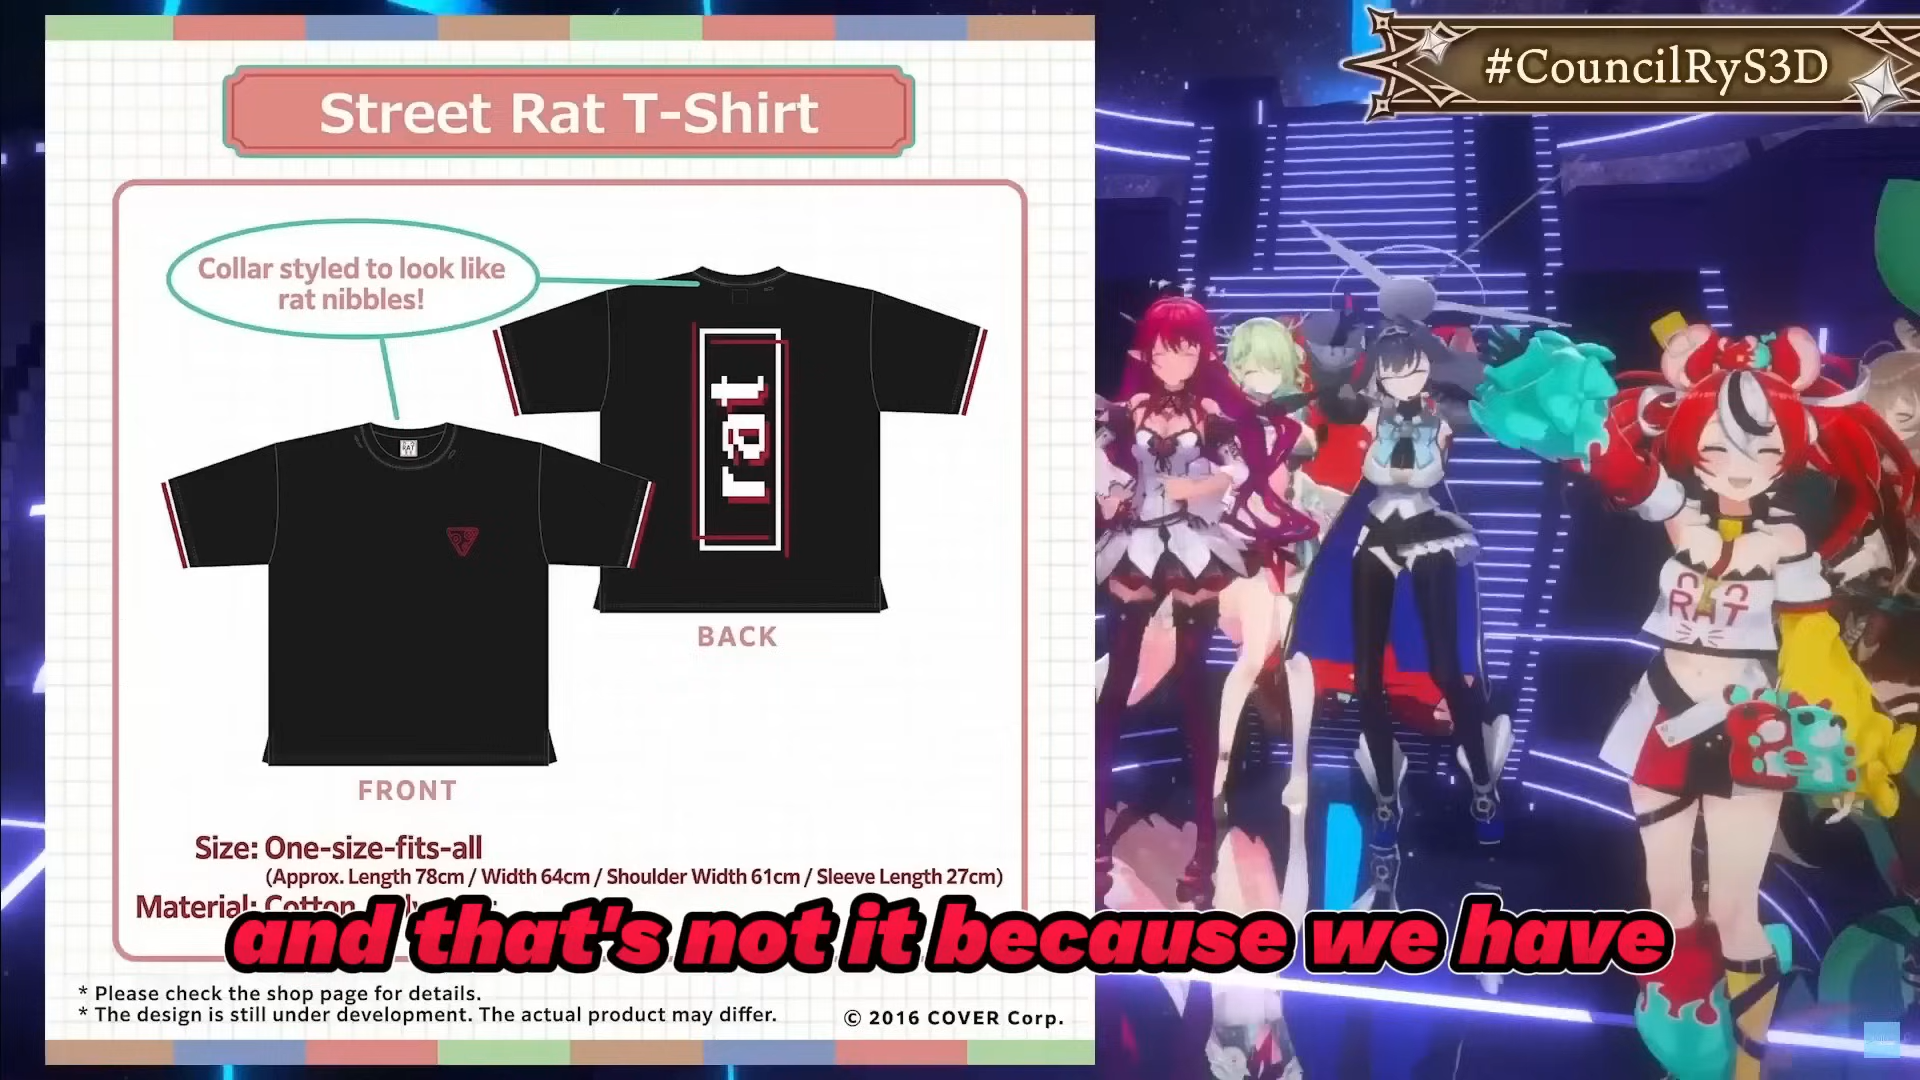 #CouncilRyS3D
Street Rat T-Shirt
Collar styled to look like
rat nibbles!
rat
RAT
BACK
FRONT
Size: One-size-fits-all
(Approx. Length 78cm / Width 64cm / Shoulder Width 61cm / Sleeve Length 27cm)
Material: Cotton
and that's not it because we have
* Please check the shop page for details.
* The design is still under development. The actual product may differ.
© 2016 COVER Corp.
RAT